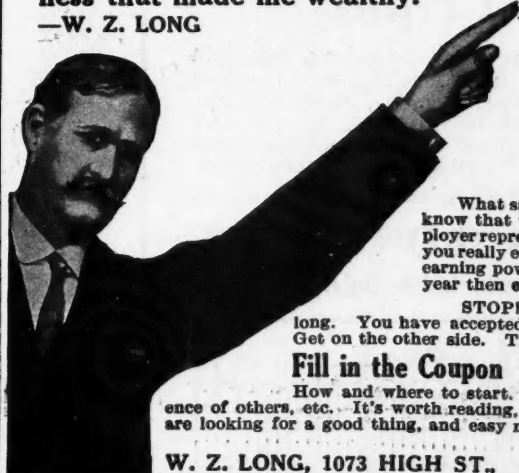 ness that made me wealthy."
—W. Z. LONG
What
know that
ployer
you really
earning
year then
STOP!
long. You have accepted
Get on the other side.
Fill in the Coupon
How and where to start.
ence of others, etc. It's worth reading,
are looking for a good thing, and easy
W. Z. LONG, 1073 HIGH ST.,